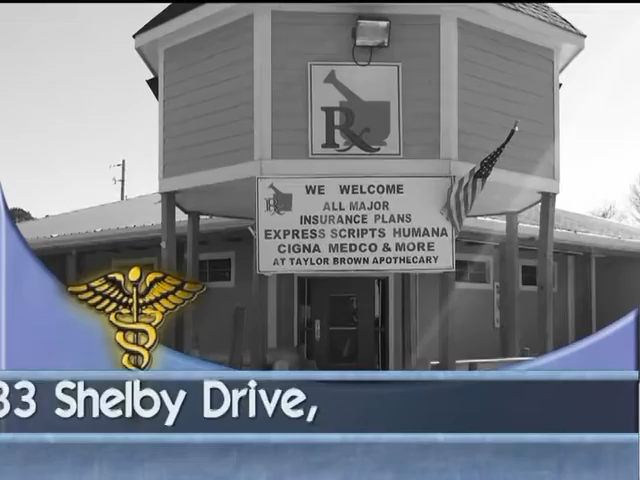 Rx
WE WELCOME
Rx
ALL MAJOR
INSURANCE PLANS
EXPRESS SCRIPTS HUMANA
CIGNA MEDCO & MORE
AT TAYLOR BROWN APOTHECARY
33 Shelby Drive,